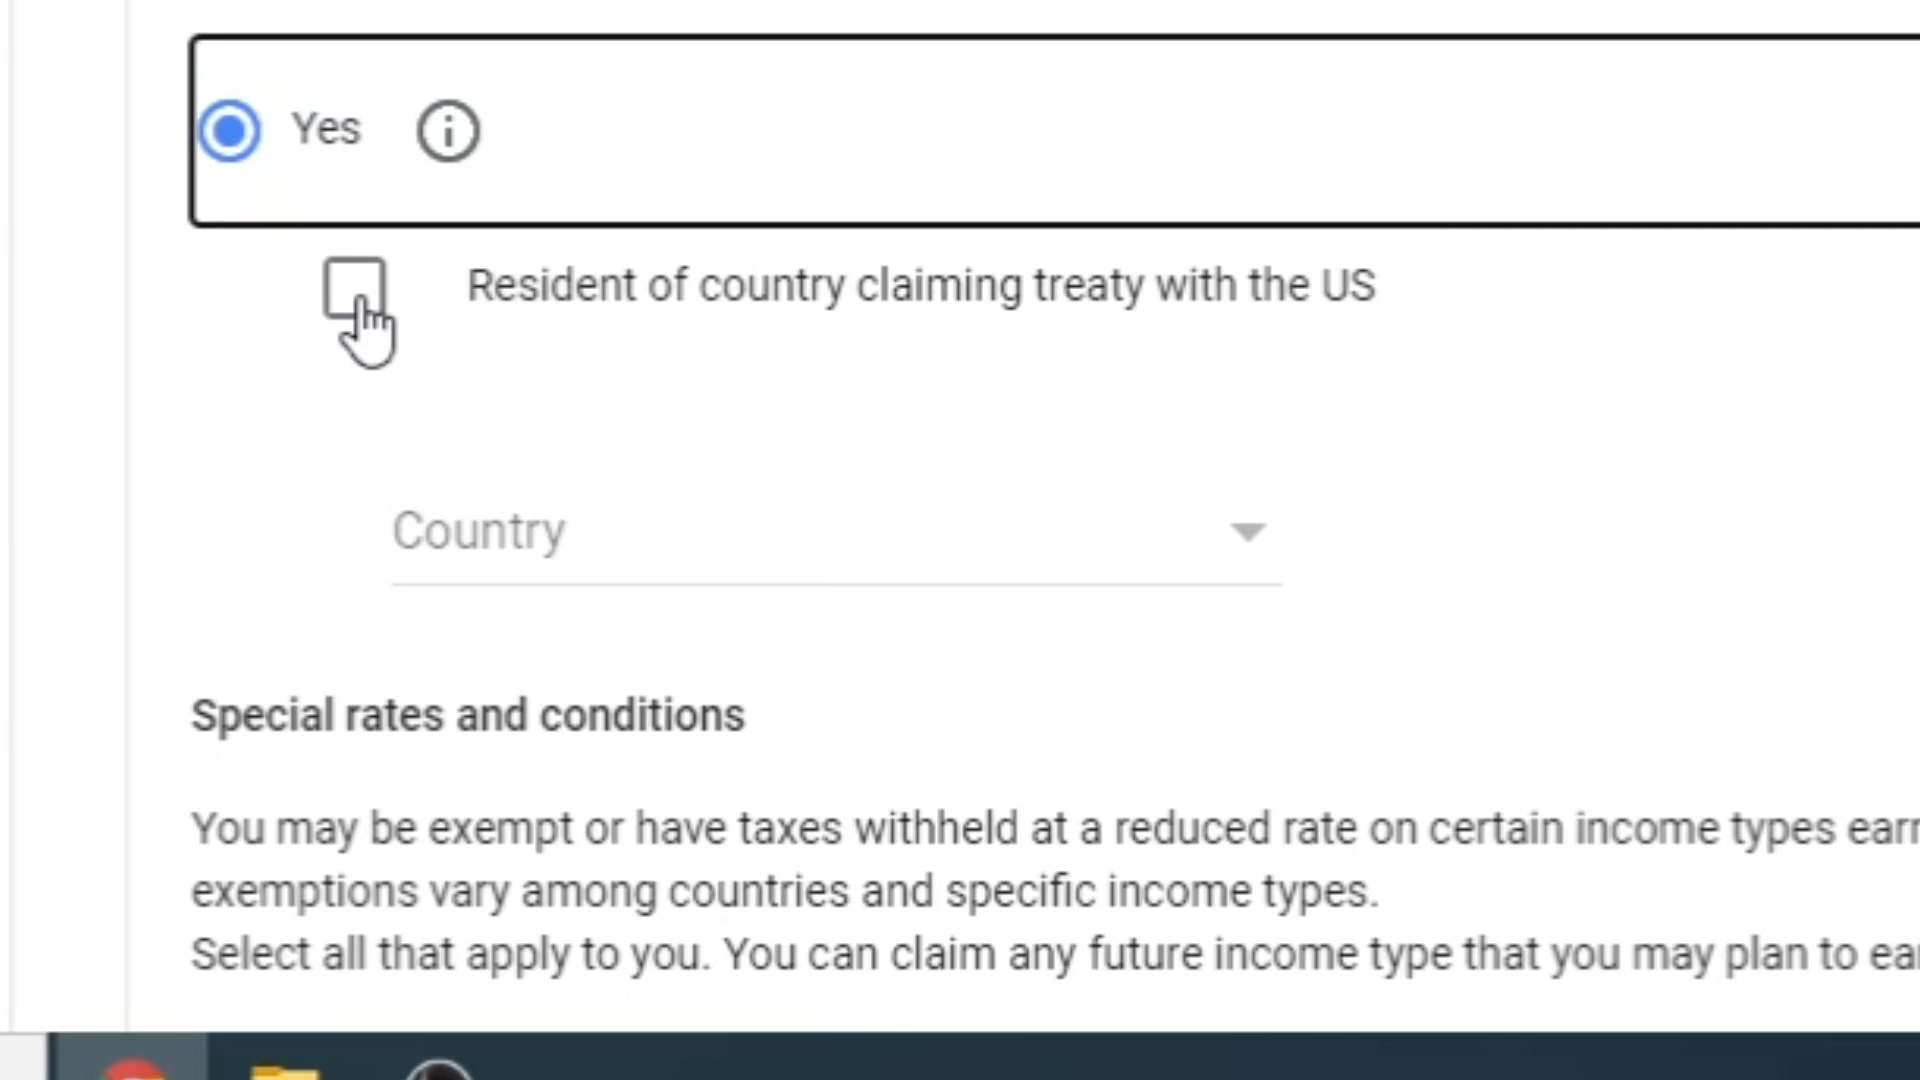 Yes
Resident of country claiming treaty with the US
Country
Special rates and conditions
You may be exempt or have taxes withheld at a reduced rate on certain income types
exemptions vary among countries and specific income types.
Select all that apply to you. You can claim any future income type that you may plan to